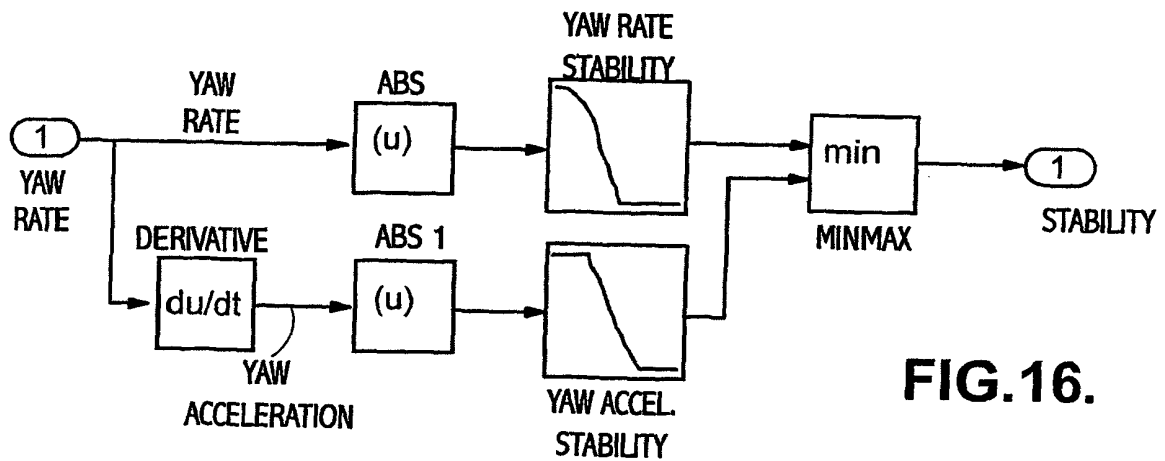 YAW RATE
STABILITY
ABS
YAW
RATE
1
(u)
min
1
YAW
RATE
STABILITY
MINMAX
DERIVATIVE
ABS 1
du/dt
(u)
YAW
ACCELERATION
YAW ACCEL.
STABILITY
FIG.16.